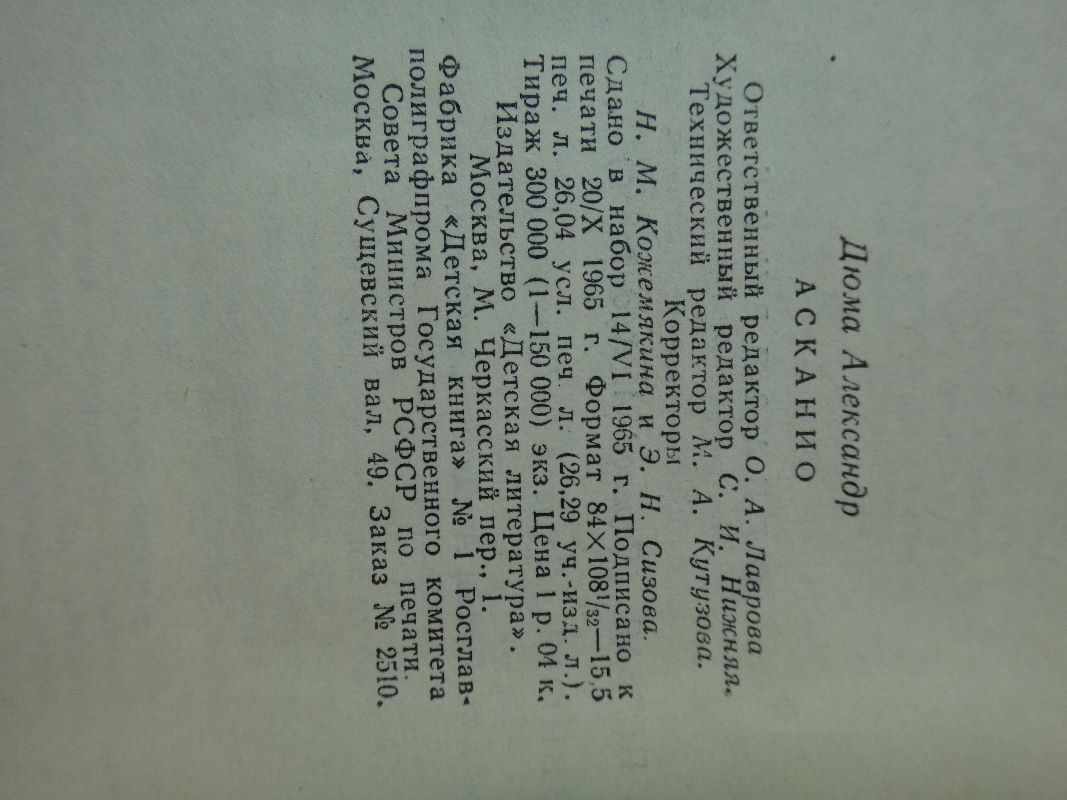 Дюма Александр
АСКАНИО
Ответственный редактор О. А. Лаврова
Художественный редактор С. И. Нижняя.
Технический редактор М. А. Кутузова.
Корректоры
Н. М. Кожемякина и Э. Н. Сизова.
Сдано в набор 14/VI 1965 г. Подписано к
печати 20/X 1965 г. Формат 84×108¹/₃₂—15,5
печ. л. 26,04 усл. печ. л. (26,29 уч.-изд. л.).
Тираж 300 000 (1—150 000) экз. Цена 1 р. 04 к.
Издательство «Детская литература».
Москва, М. Черкасский пер., 1.
Фабрика «Детская книга» № 1 Росглав-
полиграфпрома Государственного комитета
Совета Министров РСФСР по печати.
Москва, Сущевский вал, 49. Заказ № 2510.